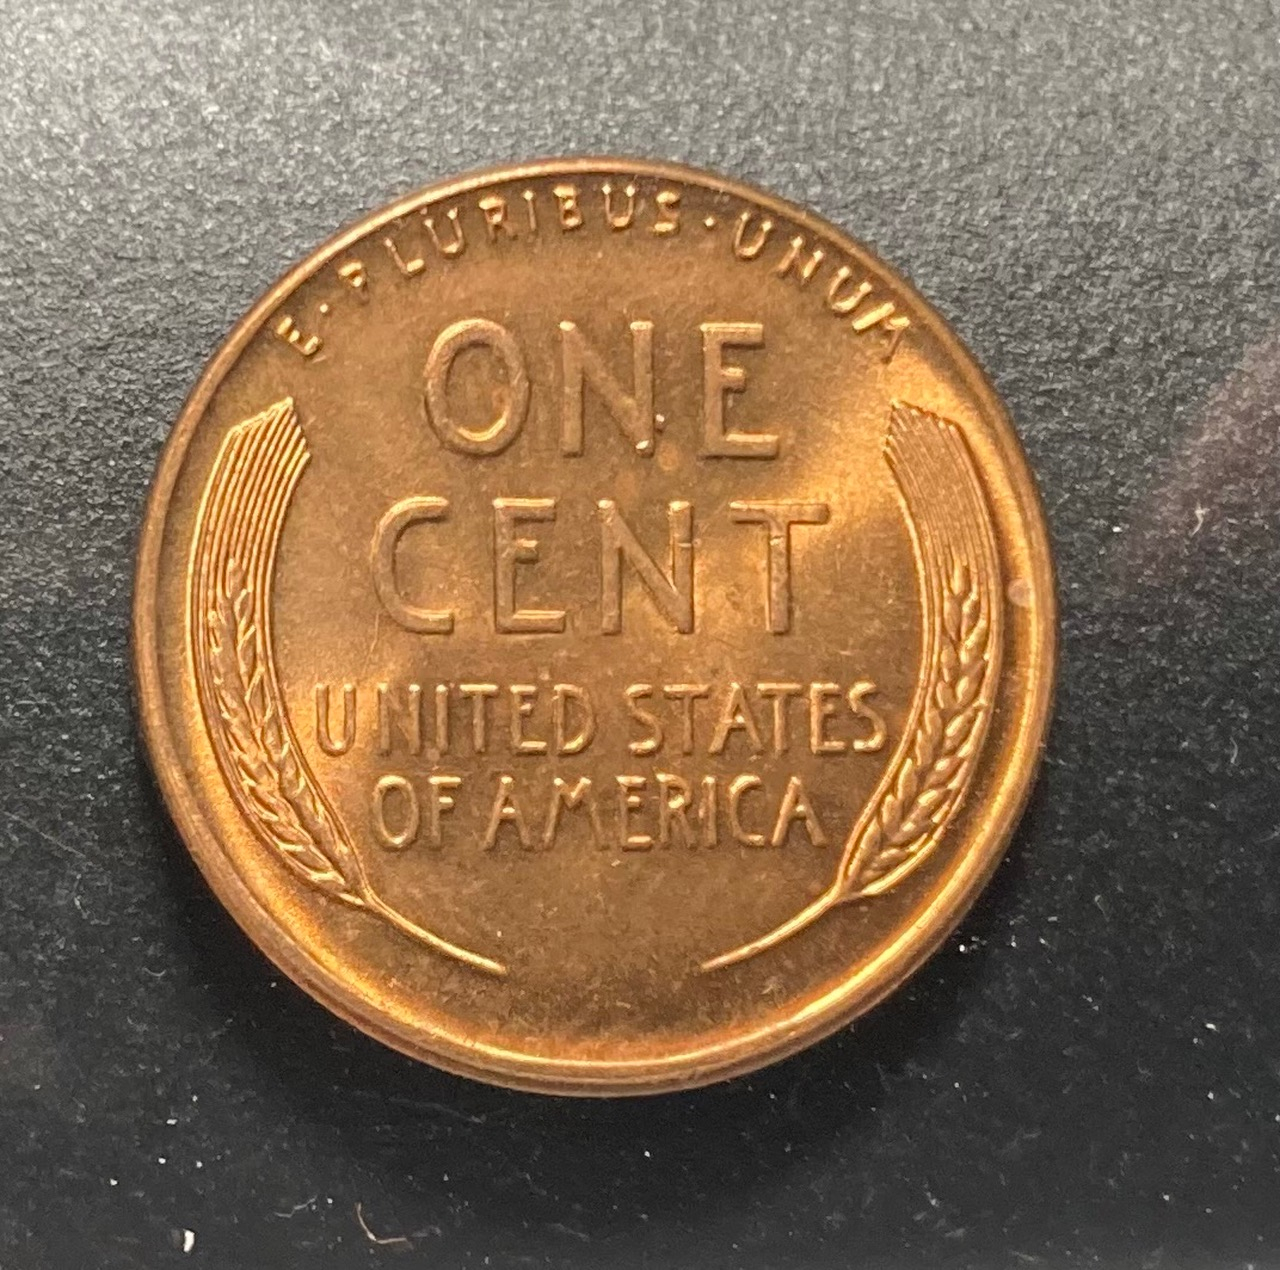 E·PLURIBUS·UNUM
ONE
CENT
UNITED STATES
OF AMERICA